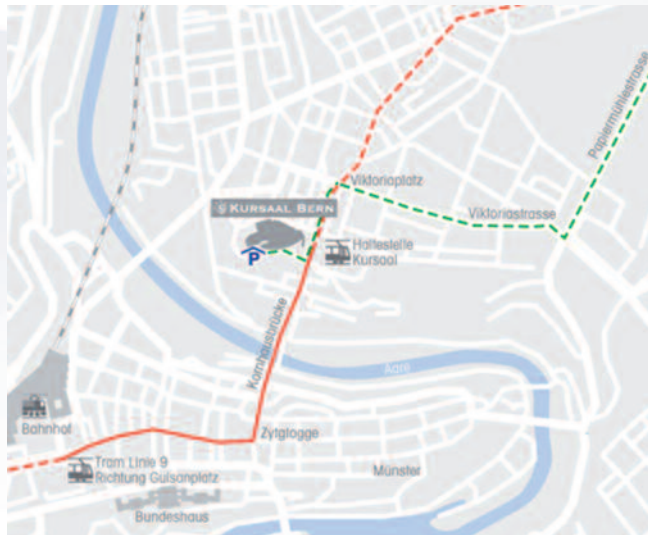 Papiermühlestrasse
Viktoriaplatz
KURSAAL BERN
Viktoriastrasse
Haltestelle
Kursaal
P
Kornhausbrücke
Aare
Bahnhof
Zytglogge
Tram Linie 9
Richtung Guisanplatz
Münster
Bundeshaus